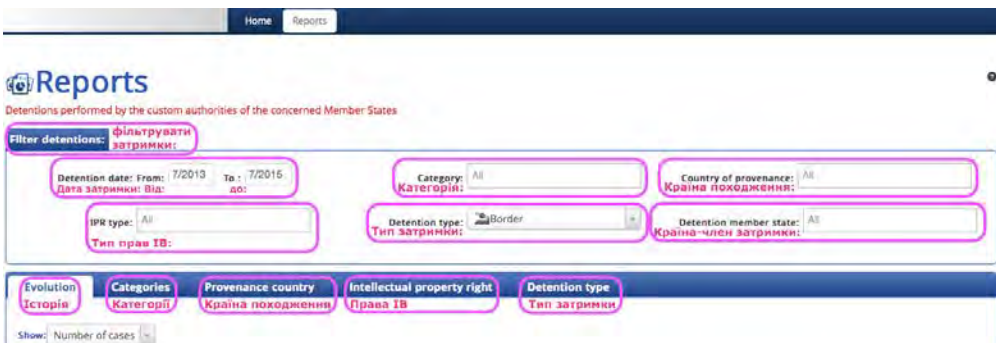 Home Reports
Reports
Detentions performed by the custom authorities of the concerned Member States
Filter detentions: фільтрувати затримки:
Detention date: From: 7/2013 To : 7/2015
Дата затримки: Від: до:
Category: All
Категорія:
Country of provenance: All
Країна походження:
IPR type: All
Тип прав ІВ:
Detention type: Border
Тип затримки:
Detention member state: All
Країна-член затримки:
Evolution Categories Provenance country Intellectual property right Detention type
Історія Категорії Країна походження Права ІВ Тип затримки
Show: Number of cases